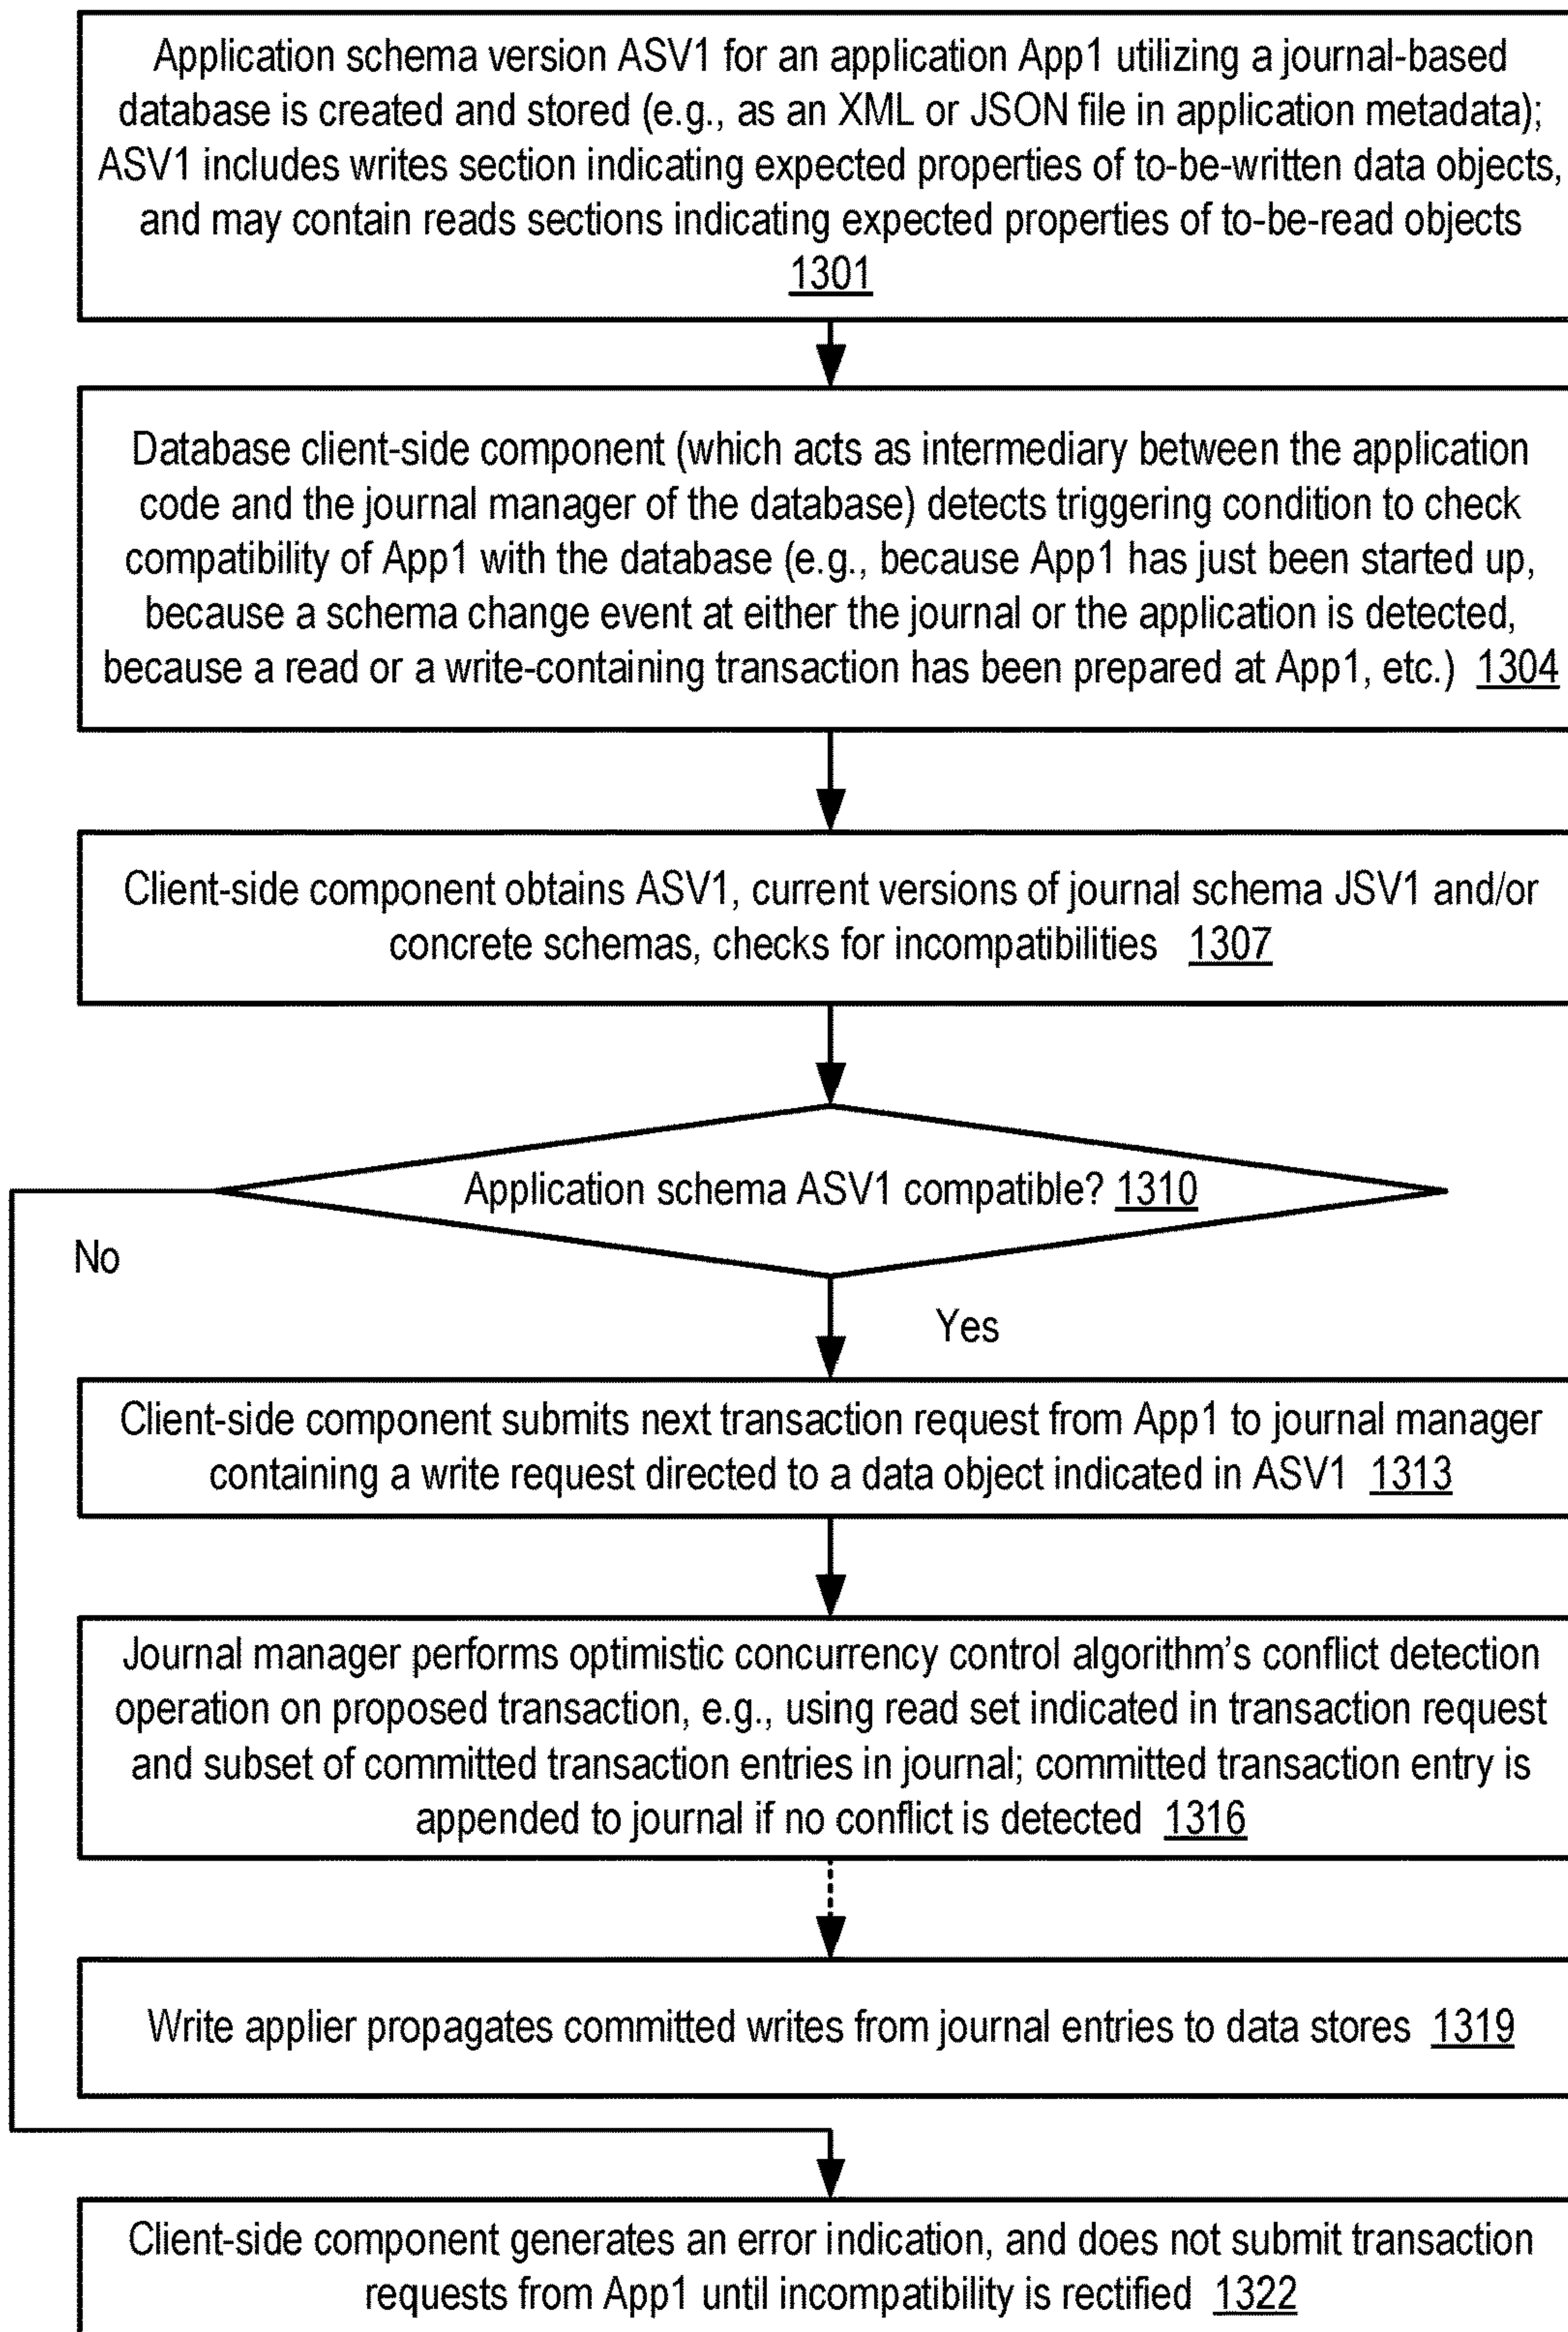 Application schema version ASV1 for an application App1 utilizing a journal-based
database is created and stored (e.g., as an XML or JSON file in application metadata);
ASV1 includes writes section indicating expected properties of to-be-written data objects,
and may contain reads sections indicating expected properties of to-be-read objects
1301
Database client-side component (which acts as intermediary between the application
code and the journal manager of the database) detects triggering condition to check
compatibility of App1 with the database (e.g., because App1 has just been started up,
because a schema change event at either the journal or the application is detected,
because a read or a write-containing transaction has been prepared at App1, etc.) 1304
Client-side component obtains ASV1, current versions of journal schema JSV1 and/or
concrete schemas, checks for incompatibilities 1307
Application schema ASV1 compatible? 1310
No
Yes
Client-side component submits next transaction request from App1 to journal manager
containing a write request directed to a data object indicated in ASV1 1313
Journal manager performs optimistic concurrency control algorithm's conflict detection
operation on proposed transaction, e.g., using read set indicated in transaction request
and subset of committed transaction entries in journal; committed transaction entry is
appended to journal if no conflict is detected 1316
Write applier propagates committed writes from journal entries to data stores 1319
Client-side component generates an error indication, and does not submit transaction
requests from App1 until incompatibility is rectified 1322